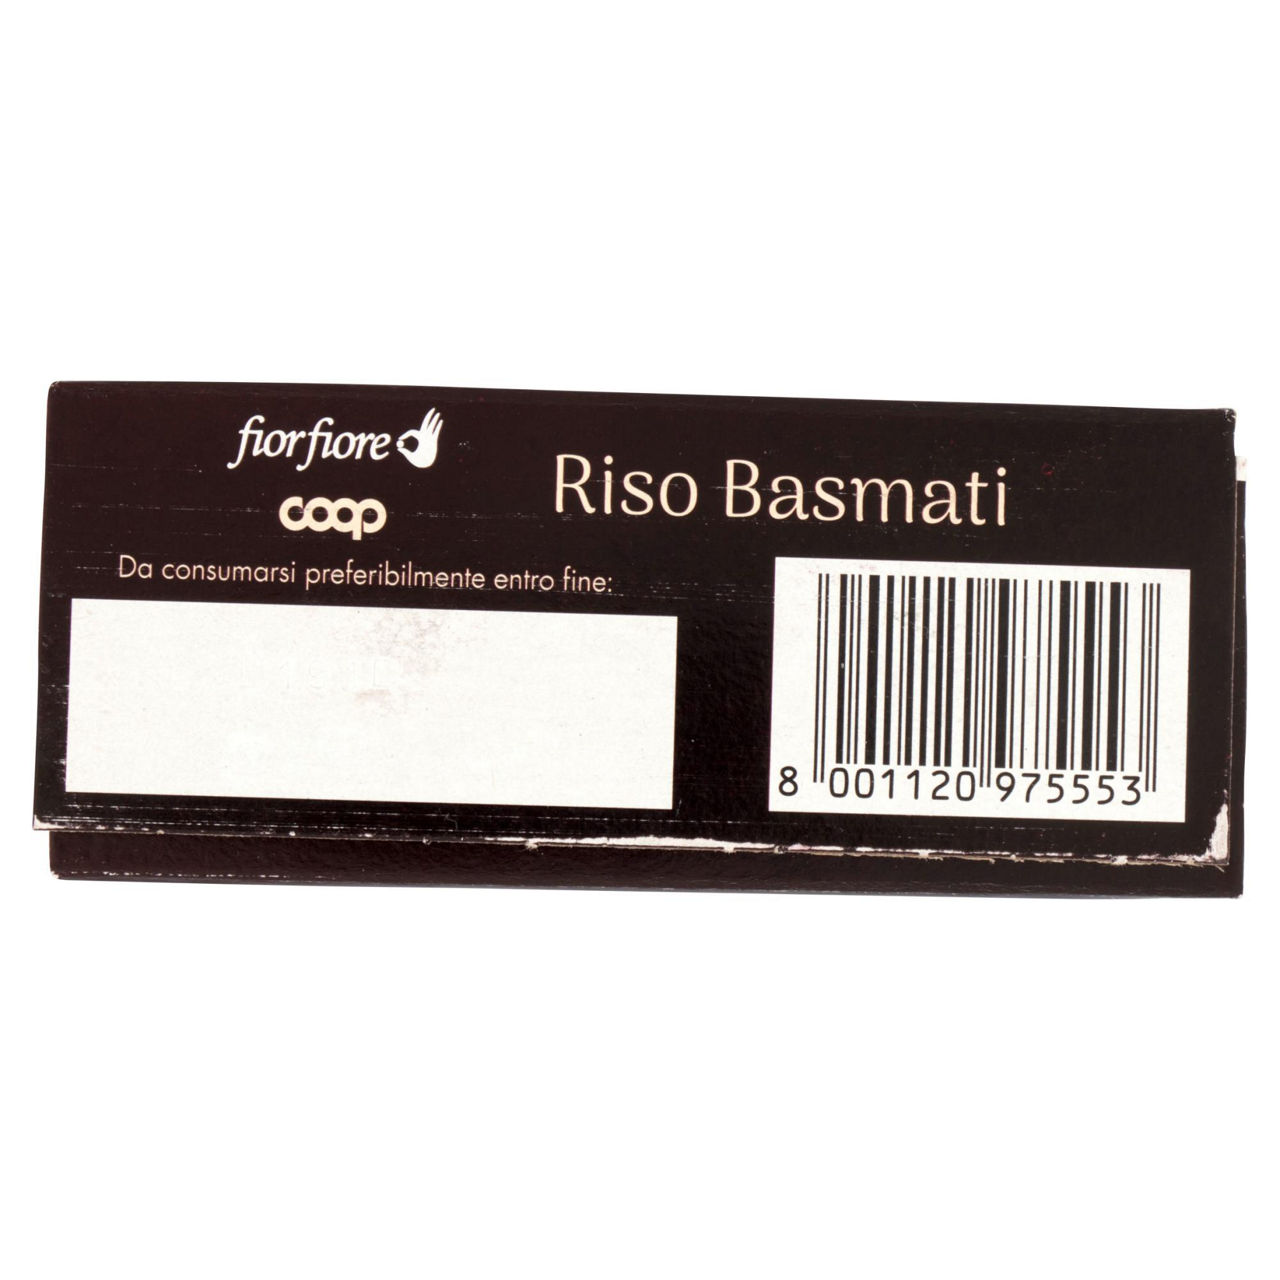 fiorfiore
coop
Riso Basmati
Da consumarsi preferibilmente entro fine:
8 001120 975553